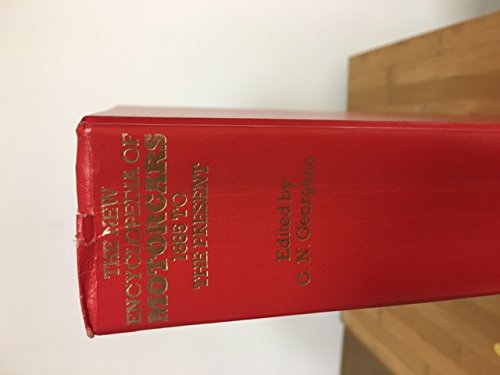 THE NEW
ENCYCLOPEDIA OF
MOTORCARS
1885 TO
THE PRESENT
Edited by
G. N. Georgano